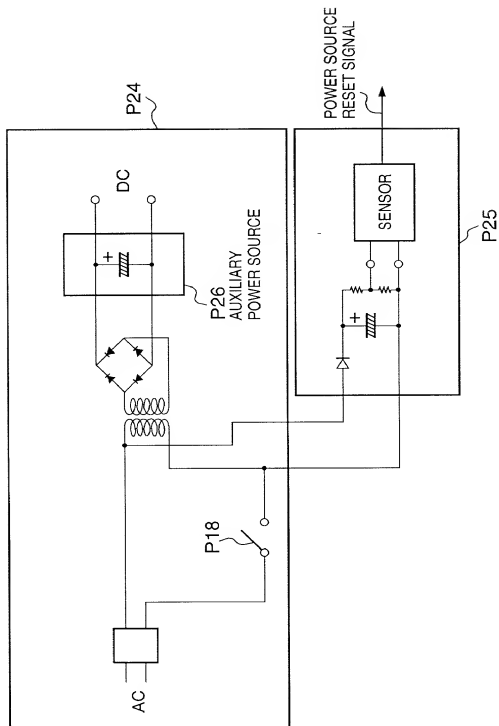 P24
AC
P18
P26
AUXILIARY
POWER SOURCE
+
DC
+
SENSOR
POWER SOURCE
RESET SIGNAL
P25